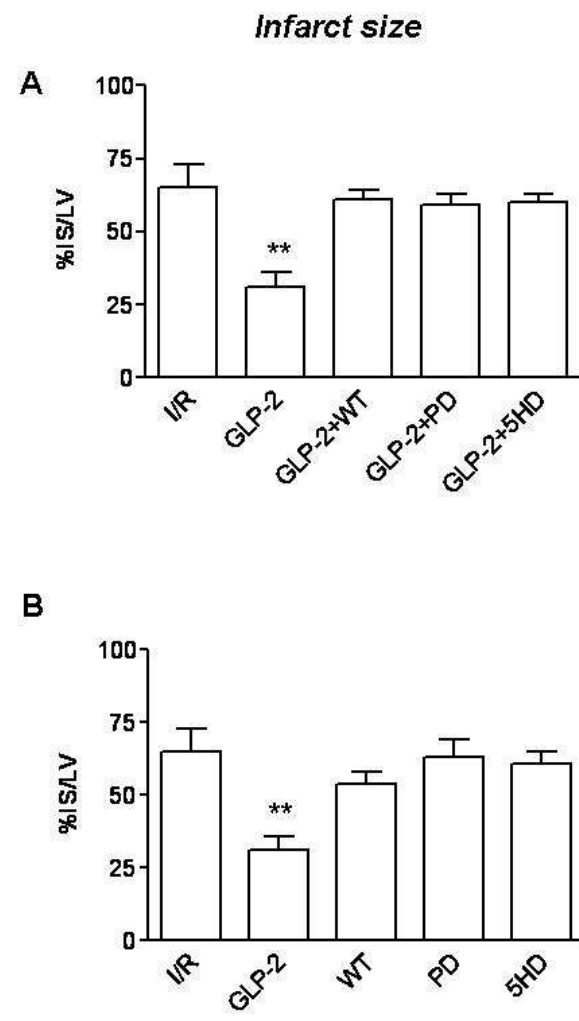 Infarct size
A
100
75
50
25
0
%IS/LV
**
I/R
GLP-2
GLP-2+WT
GLP-2+PD
GLP-2+5HD
B
100
75
50
25
0
%IS/LV
**
I/R
GLP-2
WT
PD
5HD